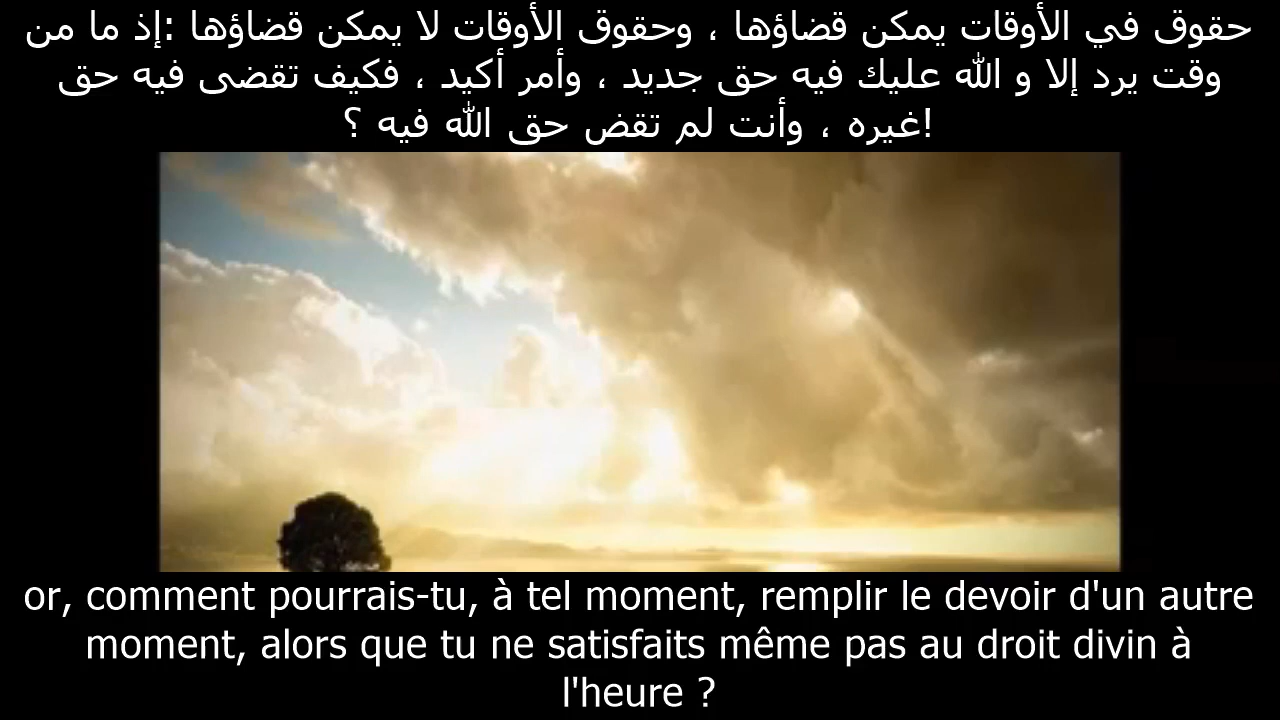 حقوق في الأوقات يمكن قضاؤها ، وحقوق الأوقات لا يمكن قضاؤها :إذ ما من
وقت يرد إلا و الله عليك فيه حق جديد ، وأمر أكيد ، فكيف تقضى فيه حق
!غيره ، وأنت لم تقض حق الله فيه ؟
or, comment pourrais-tu, à tel moment, remplir le devoir d'un autre
moment, alors que tu ne satisfaits même pas au droit divin à
l'heure ?